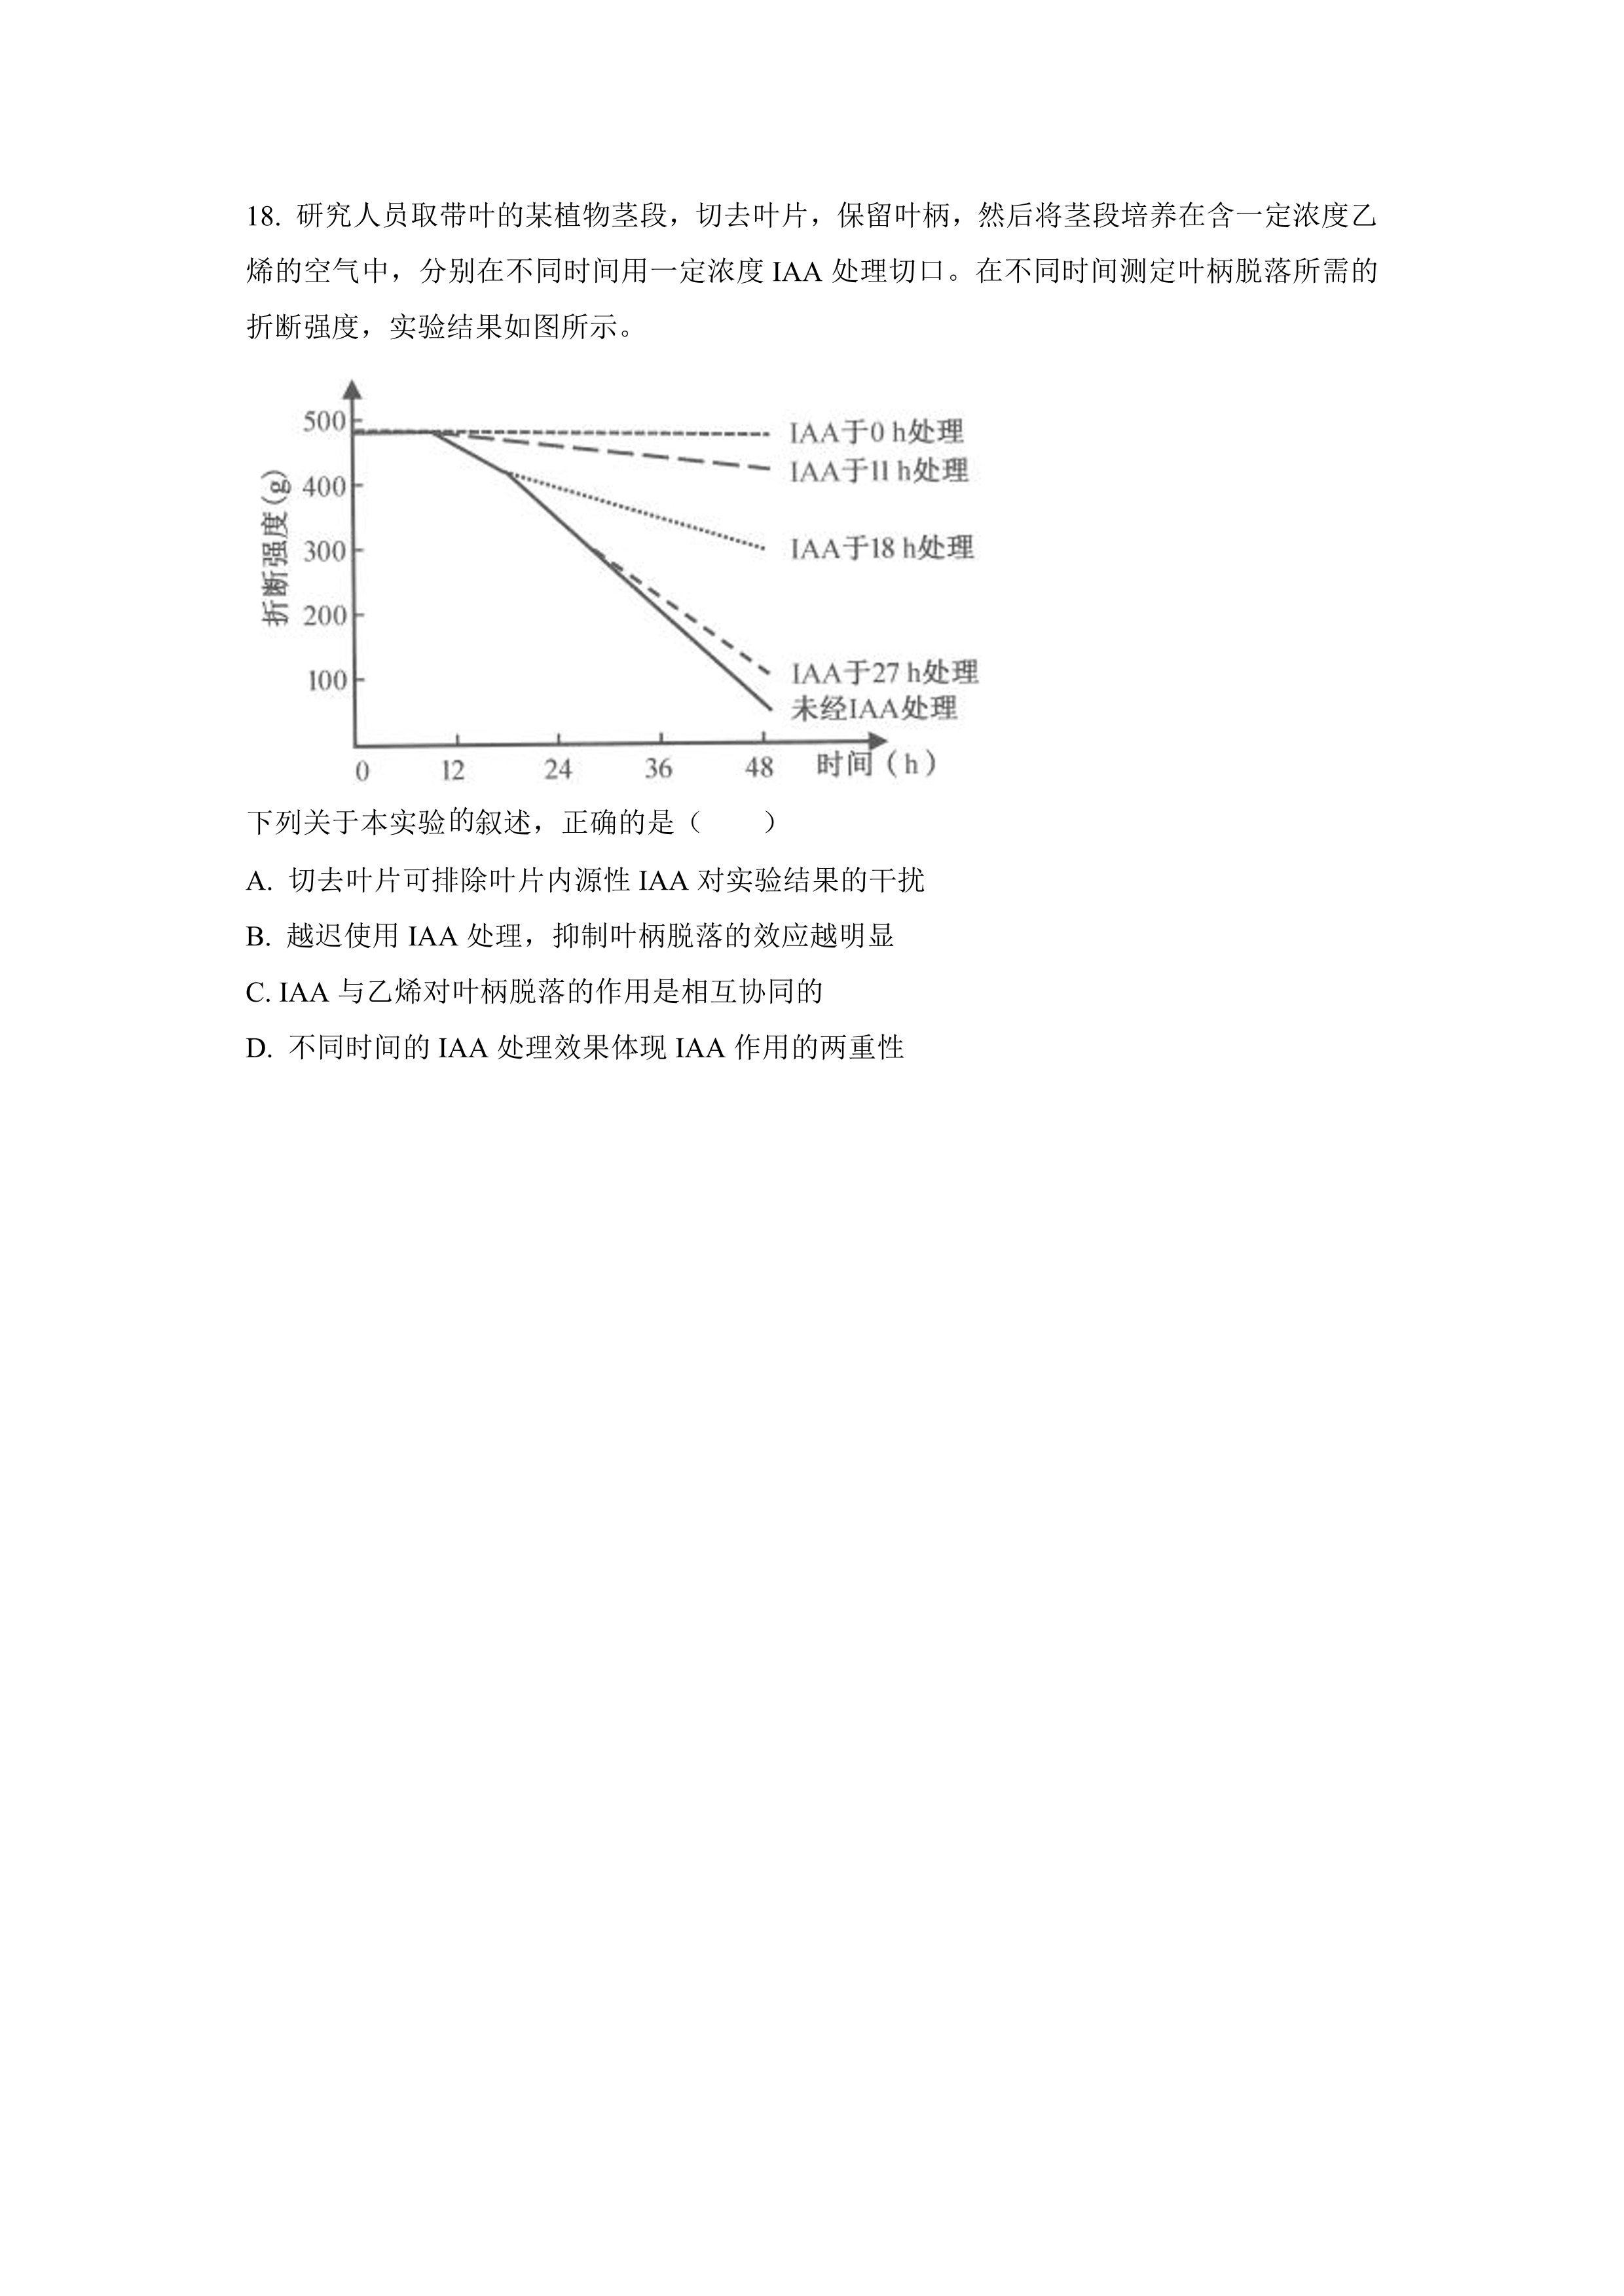 18. 研究人员取带叶的某植物茎段，切去叶片，保留叶柄，然后将茎段培养在含一定浓度乙
烯的空气中，分别在不同时间用一定浓度 IAA 处理切口。在不同时间测定叶柄脱落所需的
折断强度，实验结果如图所示。
折断强度(g)
500
400
300
200
100
IAA于0 h处理
IAA于11 h处理
IAA于18 h处理
IAA于27 h处理
未经IAA处理
0 12 24 36 48 时间（h）
下列关于本实验的叙述，正确的是（  ）
A. 切去叶片可排除叶片内源性 IAA 对实验结果的干扰
B. 越迟使用 IAA 处理，抑制叶柄脱落的效应越明显
C. IAA 与乙烯对叶柄脱落的作用是相互协同的
D. 不同时间的 IAA 处理效果体现 IAA 作用的两重性